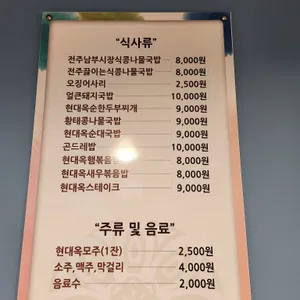 “식사류”
전주남부시장식콩나물국밥 8,000원
전주끓이는식콩나물국밥 8,000원
오징어사리 2,500원
얼큰돼지국밥 10,000원
현대옥순한두부찌개 9,000원
황태콩나물국밥 9,000원
현대옥순대국밥 9,000원
곤드레밥 10,000원
현대옥행볶음밥 8,000원
현대옥새우볶음밥 8,000원
현대옥스테이크 9,000원
“주류 및 음료”
현대옥모주(1잔) 2,500원
소주,맥주,막걸리 4,000원
음료수 2,000원